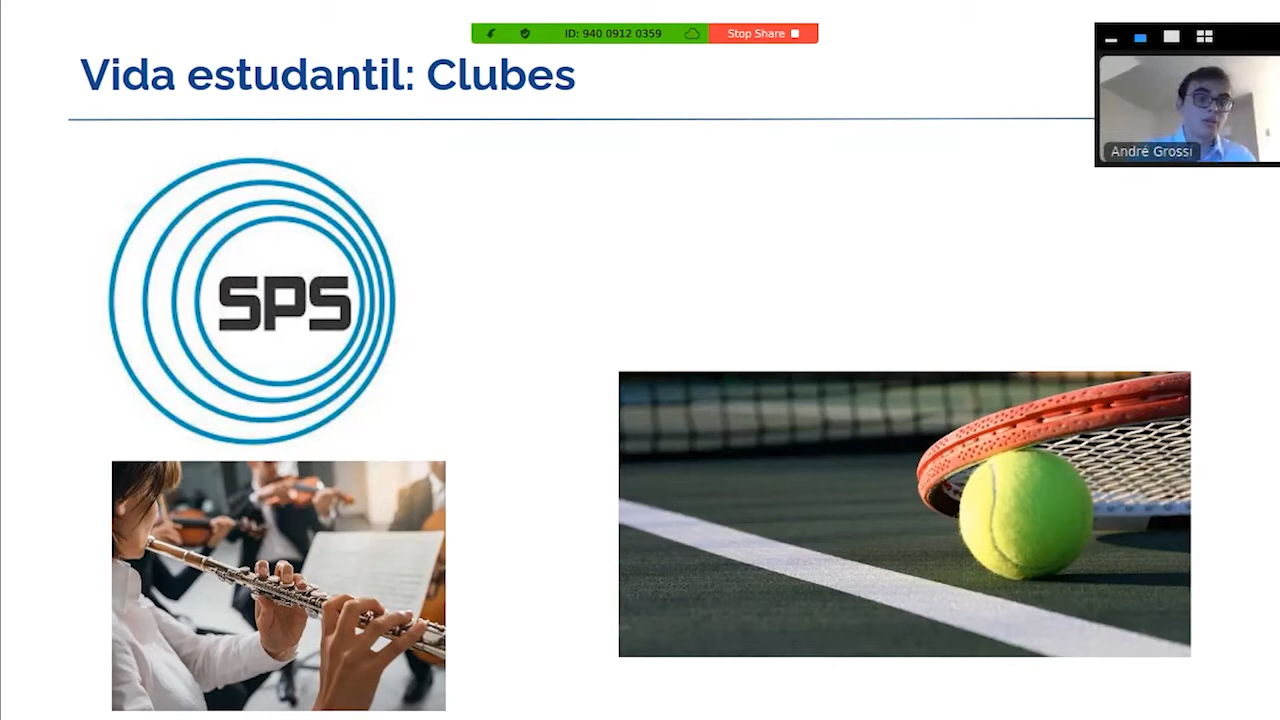 ID: 940 0912 0359
Stop Share
Vida estudantil: Clubes
André Grossi
SPS